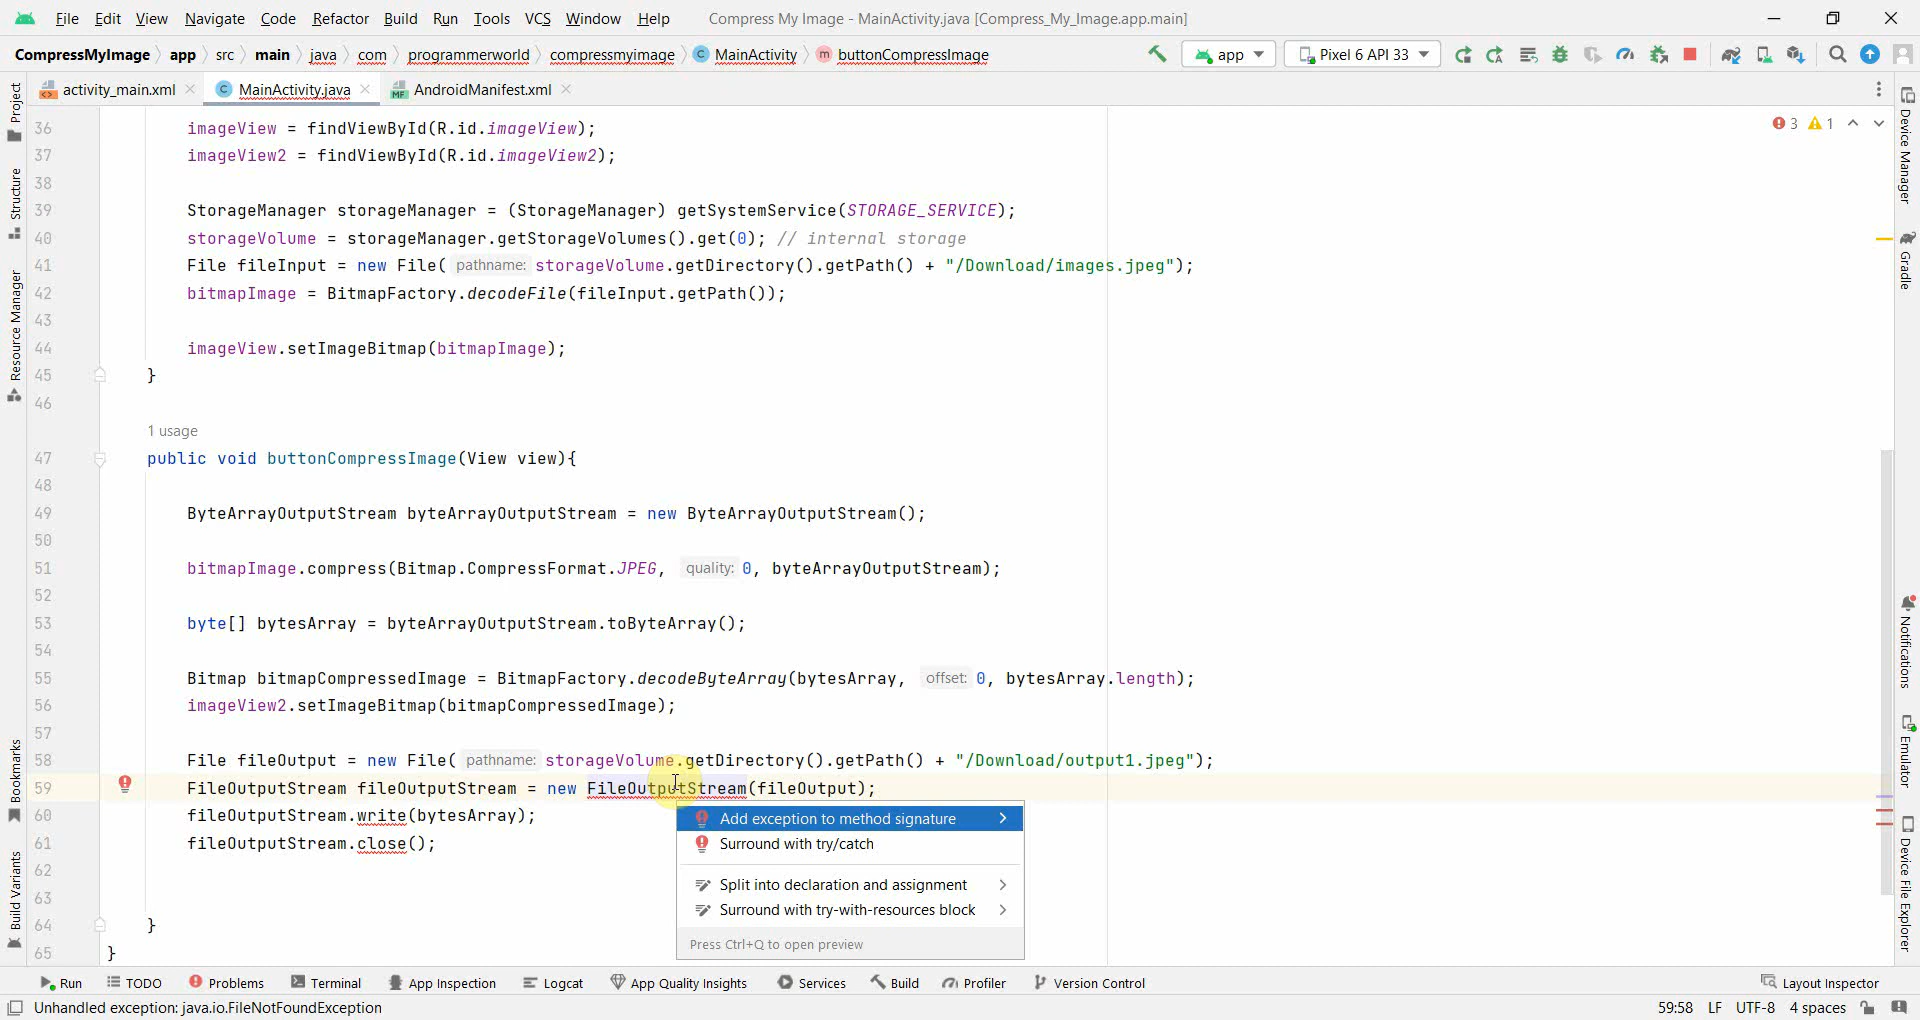 File Edit View Navigate Code Refactor Build Run Tools VCS Window Help Compress My Image - MainActivity.java [Compress_My_Image.app.main]
CompressMyImage app src main java com programmerworld compressmyimage C MainActivity m buttonCompressImage app Pixel 6 API 33
activity_main.xml C MainActivity.java MF AndroidManifest.xml
3 1
36 imageView = findViewById(R.id.imageView);
37 imageView2 = findViewById(R.id.imageView2);
38
39 StorageManager storageManager = (StorageManager) getSystemService(STORAGE_SERVICE);
40 storageVolume = storageManager.getStorageVolumes().get(0); // internal storage
41 File fileInput = new File( pathname: storageVolume.getDirectory().getPath() + "/Download/images.jpeg");
42 bitmapImage = BitmapFactory.decodeFile(fileInput.getPath());
43
44 imageView.setImageBitmap(bitmapImage);
45 }
46
1 usage
47 public void buttonCompressImage(View view){
48
49 ByteArrayOutputStream byteArrayOutputStream = new ByteArrayOutputStream();
50
51 bitmapImage.compress(Bitmap.CompressFormat.JPEG, quality: 0, byteArrayOutputStream);
52
53 byte[] bytesArray = byteArrayOutputStream.toByteArray();
54
55 Bitmap bitmapCompressedImage = BitmapFactory.decodeByteArray(bytesArray, offset: 0, bytesArray.length);
56 imageView2.setImageBitmap(bitmapCompressedImage);
57
58 File fileOutput = new File( pathname: storageVolume.getDirectory().getPath() + "/Download/output1.jpeg");
59 FileOutputStream fileOutputStream = new FileOutputStream(fileOutput);
60 fileOutputStream.write(bytesArray);
61 fileOutputStream.close();
62
63
64 }
65 }
Add exception to method signature
Surround with try/catch
Split into declaration and assignment
Surround with try-with-resources block
Press Ctrl+Q to open preview
Project
Structure
Resource Manager
Bookmarks
Build Variants
Device Manager
Gradle
Notifications
Emulator
Device File Explorer
Run TODO Problems Terminal App Inspection Logcat App Quality Insights Services Build Profiler Version Control Layout Inspector
Unhandled exception: java.io.FileNotFoundException 59:58 LF UTF-8 4 spaces